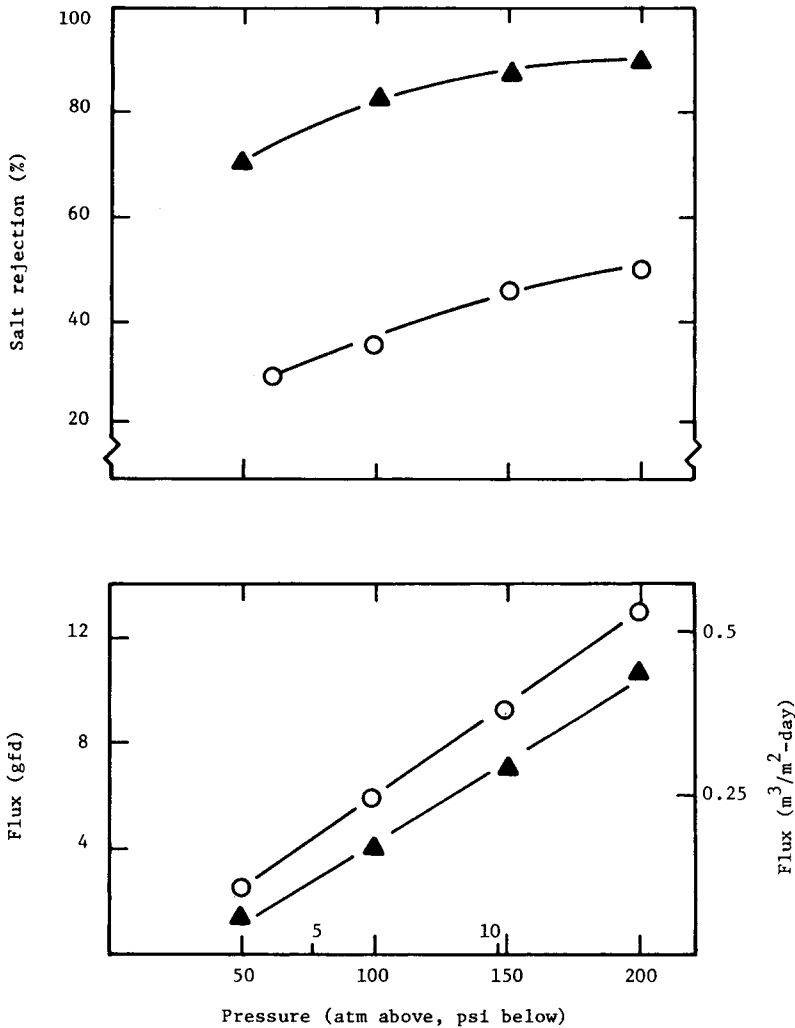 100
80
60
40
20
Salt rejection (%)
12
8
4
Flux (gfd)
0.5
0.25
Flux (m³/m²-day)
5 10
50 100 150 200
Pressure (atm above, psi below)